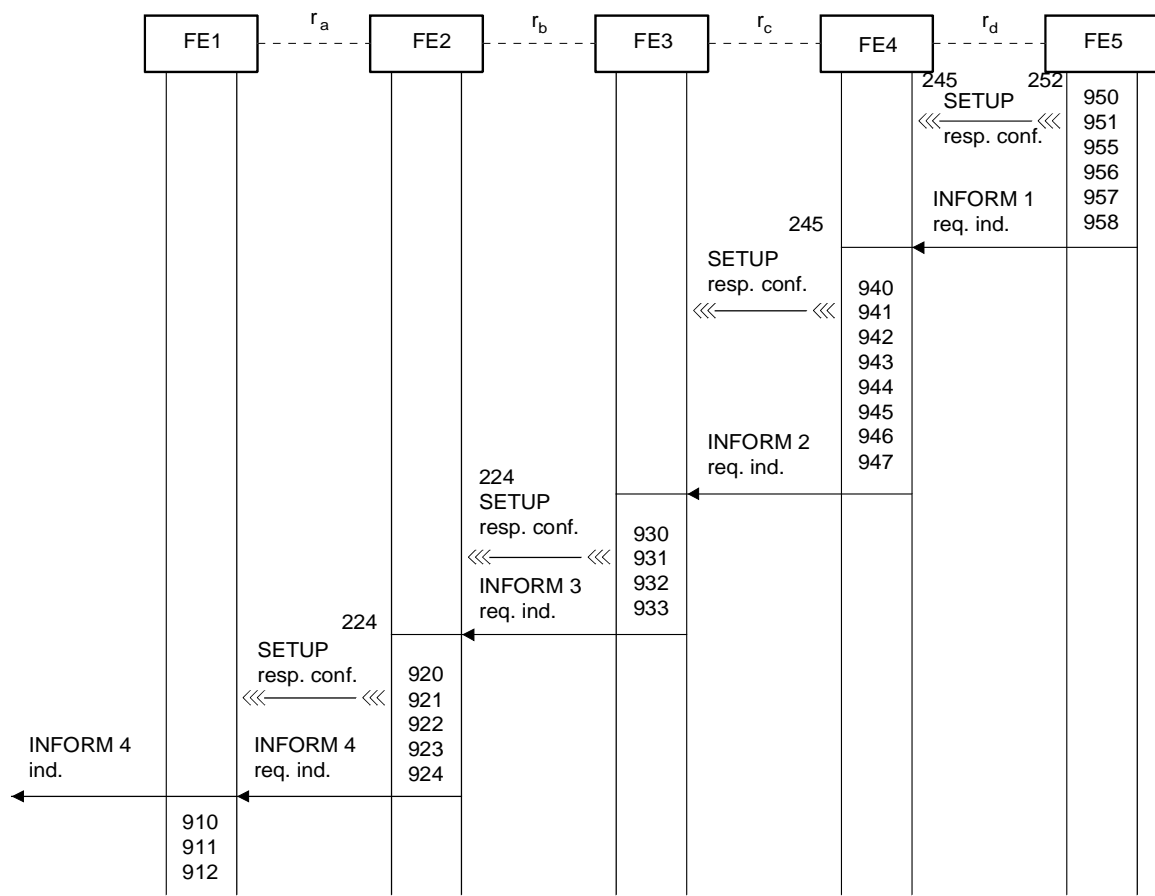 r a
r b
r c
r d
FE1
FE2
FE3
FE4
FE5
245
252
SETUP
resp. conf.
950
951
955
956
957
958
INFORM 1
req. ind.
245
SETUP
resp. conf.
940
941
942
943
944
945
946
947
INFORM 2
req. ind.
224
SETUP
resp. conf.
930
931
932
933
INFORM 3
req. ind.
224
SETUP
resp. conf.
920
921
922
923
924
INFORM 4
ind.
INFORM 4
req. ind.
910
911
912